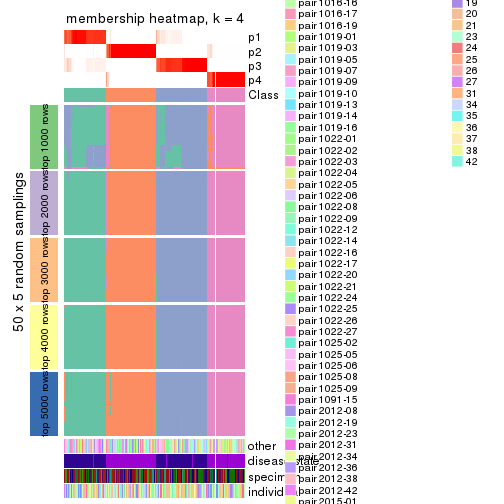 membership heatmap, k = 4
p1
p2
p3
p4
Class
50 x 5 random samplings
top 1000 rows
top 2000 rows
top 3000 rows
top 4000 rows
top 5000 rows
other
disease.state
specim
individ
pair1016-16
pair1016-17
pair1016-19
pair1019-01
pair1019-03
pair1019-05
pair1019-07
pair1019-09
pair1019-10
pair1019-13
pair1019-14
pair1019-16
pair1022-01
pair1022-02
pair1022-03
pair1022-04
pair1022-05
pair1022-06
pair1022-08
pair1022-09
pair1022-12
pair1022-14
pair1022-16
pair1022-17
pair1022-20
pair1022-21
pair1022-24
pair1022-25
pair1022-26
pair1022-27
pair1025-02
pair1025-05
pair1025-06
pair1025-08
pair1025-09
pair1091-15
pair2012-08
pair2012-19
pair2012-23
pair2012-31
pair2012-34
pair2012-36
pair2012-38
pair2012-42
pair2015-01
19
20
21
23
24
25
26
27
31
34
35
36
37
38
42